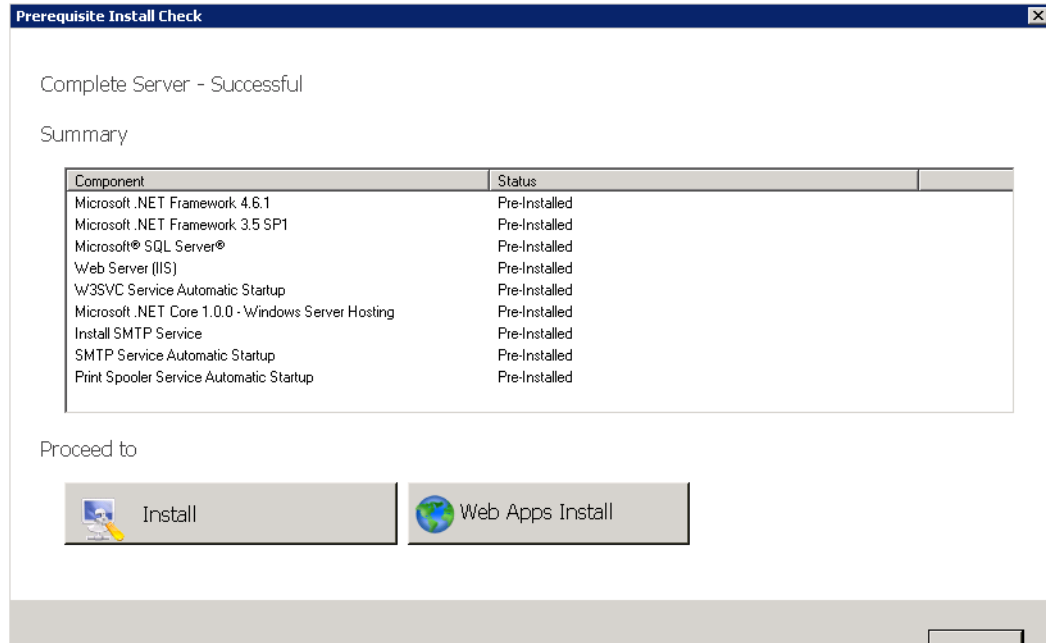 Prerequisite Install Check
Complete Server - Successful
Summary
Component Status
Microsoft .NET Framework 4.6.1 Pre-Installed
Microsoft .NET Framework 3.5 SP1 Pre-Installed
Microsoft® SQL Server® Pre-Installed
Web Server (IIS) Pre-Installed
W3SVC Service Automatic Startup Pre-Installed
Microsoft .NET Core 1.0.0 - Windows Server Hosting Pre-Installed
Install SMTP Service Pre-Installed
SMTP Service Automatic Startup Pre-Installed
Print Spooler Service Automatic Startup Pre-Installed
Proceed to
Install Web Apps Install